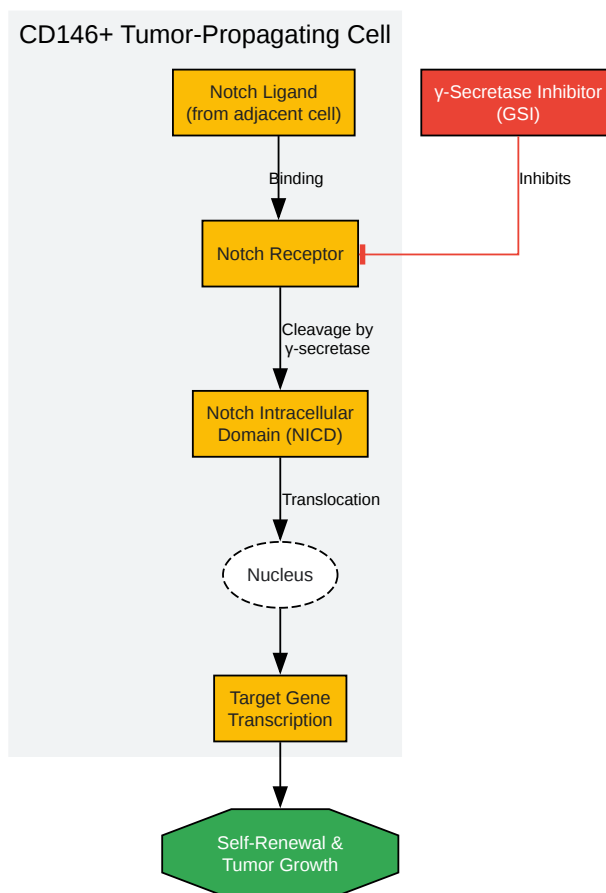 CD146+ Tumor-Propagating Cell
Notch Ligand
(from adjacent cell)
γ-Secretase Inhibitor
(GSI)
Binding
Inhibits
Notch Receptor
Cleavage by
γ-secretase
Notch Intracellular
Domain (NICD)
Translocation
Nucleus
Target Gene
Transcription
Self-Renewal &
Tumor Growth